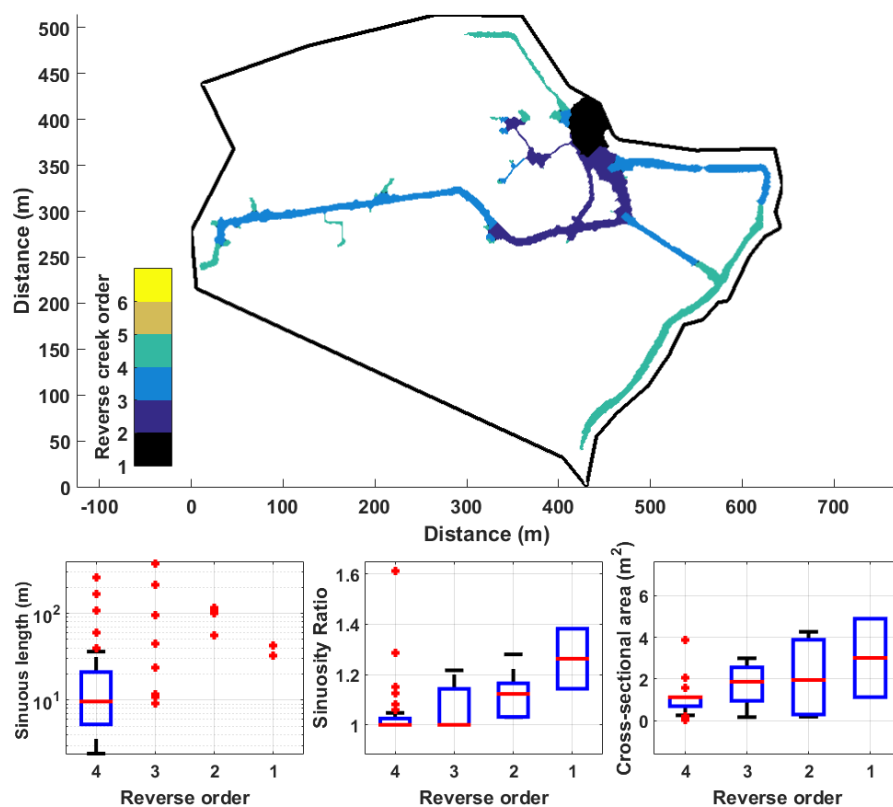 500
450
400
350
300
250
200
150
100
50
0
Distance (m)
-100 0 100 200 300 400 500 600 700
Distance (m)
Reverse creek order
6
5
4
3
2
1
Sinuous length (m)
10^2
10^1
4 3 2 1
Reverse order
Sinuosity Ratio
1.6
1.4
1.2
1
4 3 2 1
Reverse order
Cross-sectional area (m^2)
6
4
2
0
4 3 2 1
Reverse order